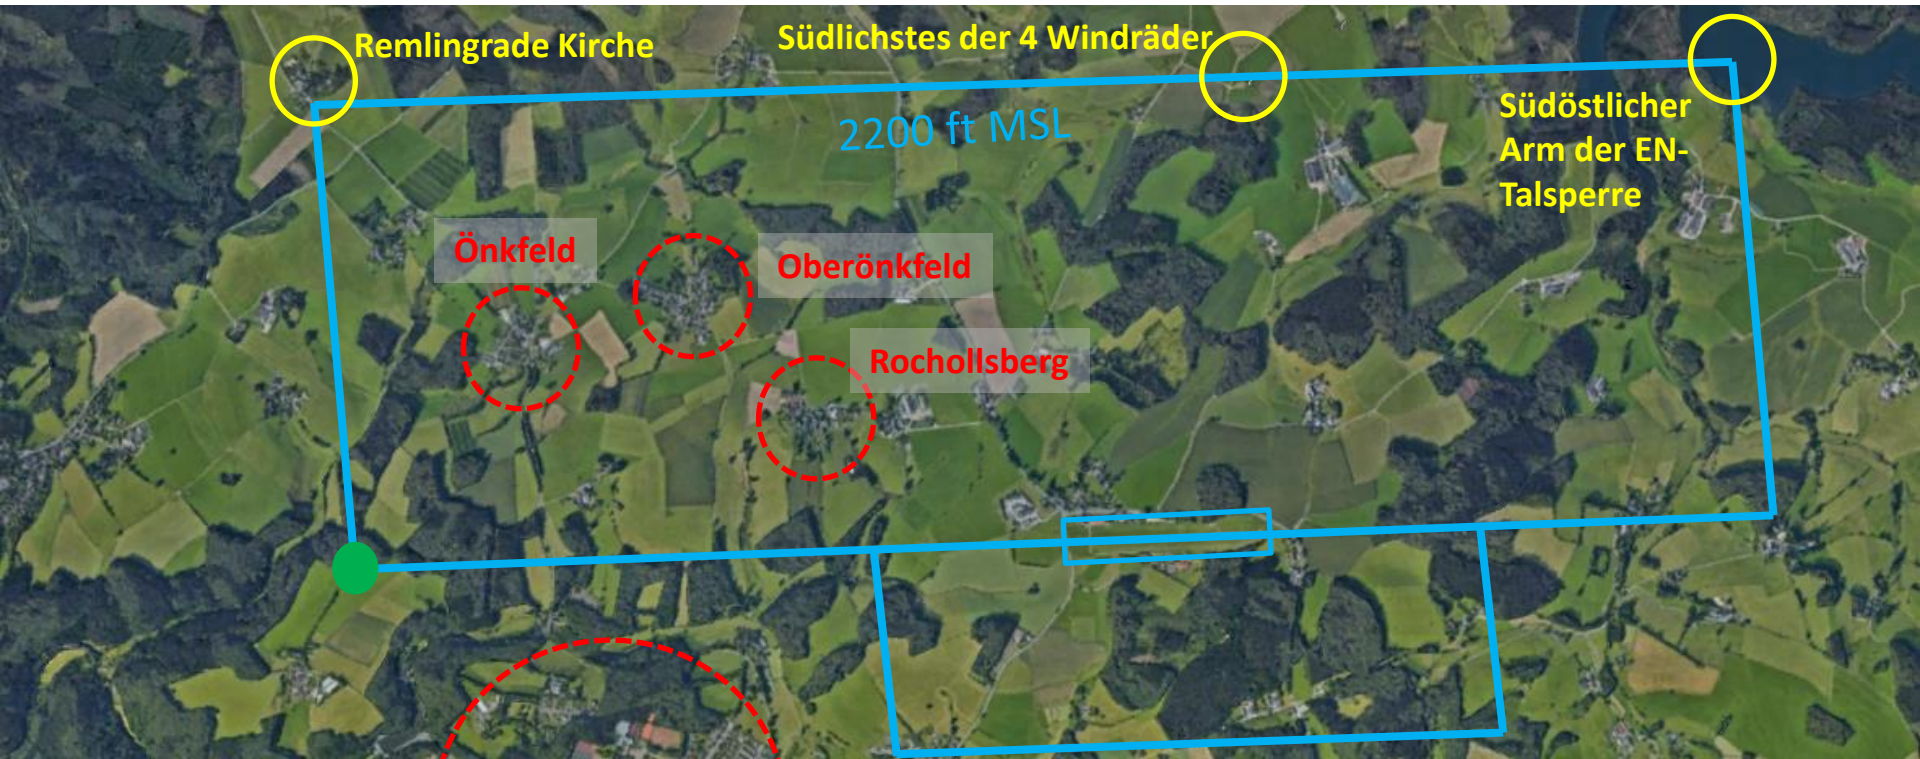 Remlingrade Kirche
Südlichstes der 4 Windräder
2200 ft MSL
Südöstlicher
Arm der EN-
Talsperre
Önkfeld
Oberönkfeld
Rochollsberg